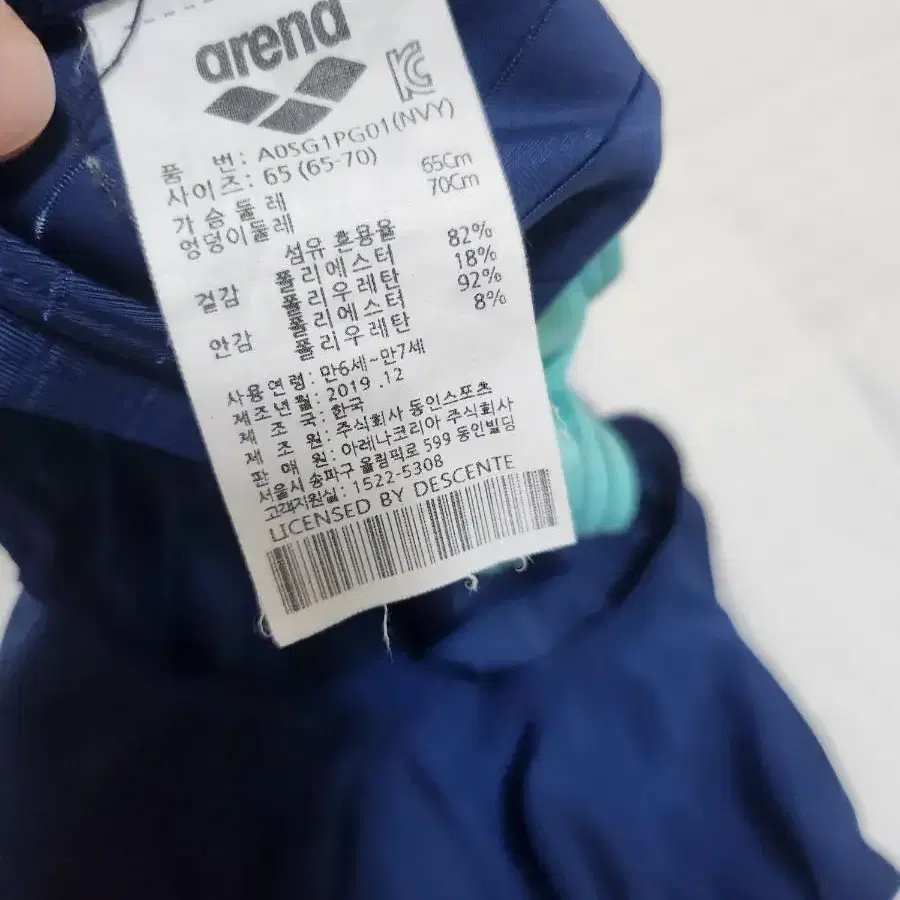 arena
품 번: A05G1PG01(NVY)
사이즈: 65 (65-70)
가슴둘레 65Cm
엉덩이둘레 70Cm
섬유 혼용율
겉감 폴리에스터 82%
폴리우레탄 18%
안감 폴리에스터 92%
폴리우레탄 8%
사용연령: 만6세~만7세
제조년월: 2019 .12
제 조 국: 한국
제 조 원: 주식회사 동인스포츠
판 매 원: 아레나코리아 주식회사
서울시 송파구 올림픽로 599 동인빌딩
고객지원실: 1522-5308
LICENSED BY DESCENTE